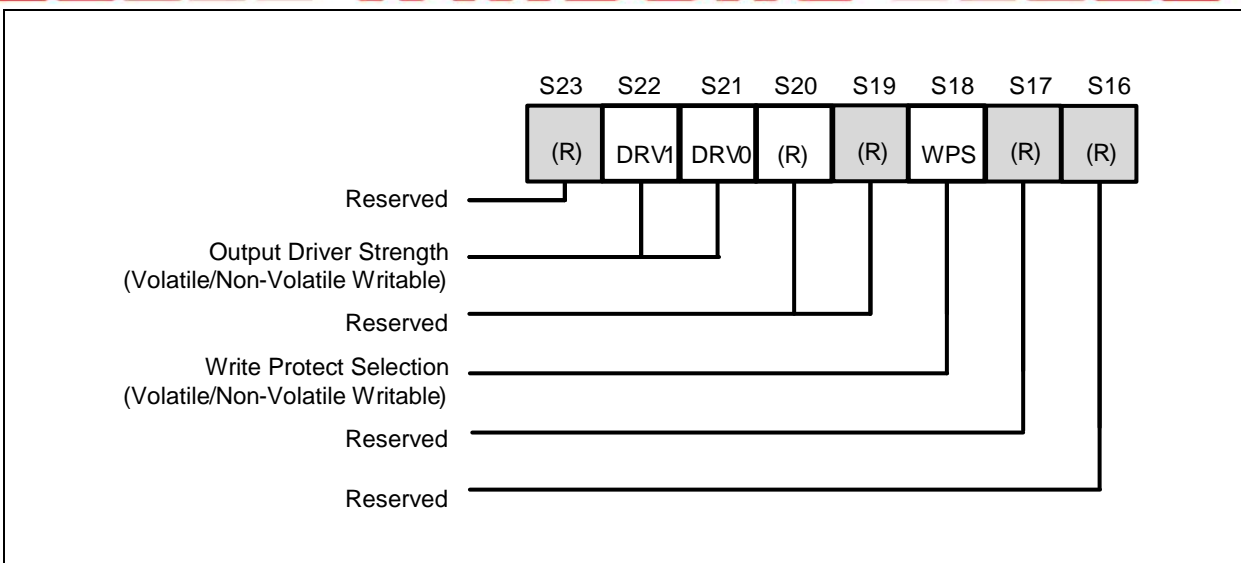 S23 S22 S21 S20 S19 S18 S17 S16
(R) DRV1 DRV0 (R) (R) WPS (R) (R)
Reserved
Output Driver Strength
(Volatile/Non-Volatile Writable)
Reserved
Write Protect Selection
(Volatile/Non-Volatile Writable)
Reserved
Reserved